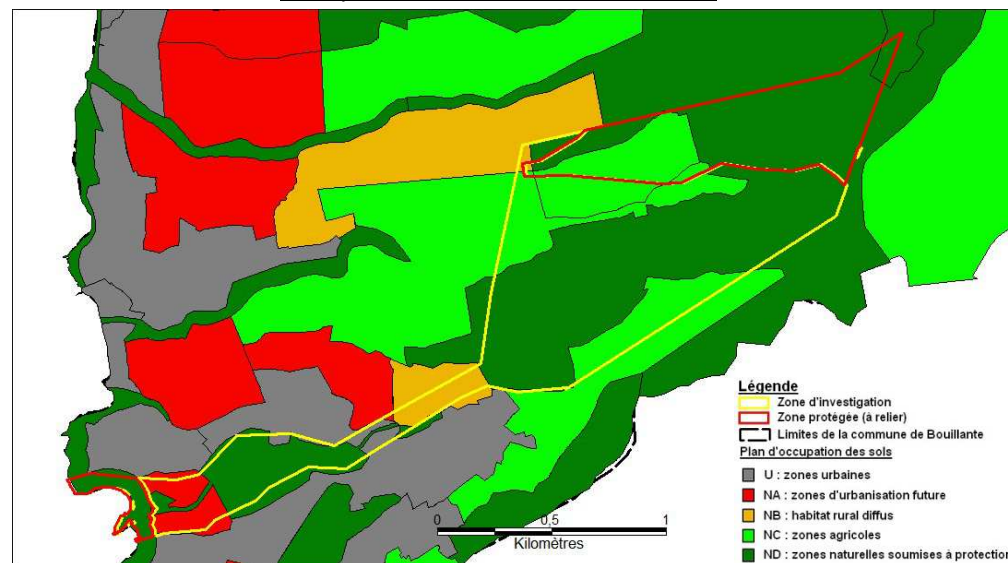 0
0,5
1
Kilomètres
Légende
Zone d'investigation
Zone protégée (à relier)
Limites de la commune de Bouillante
Plan d'occupation des sols
U : zones urbaines
NA : zones d'urbanisation future
NB : habitat rural diffus
NC : zones agricoles
ND : zones naturelles soumises à protection